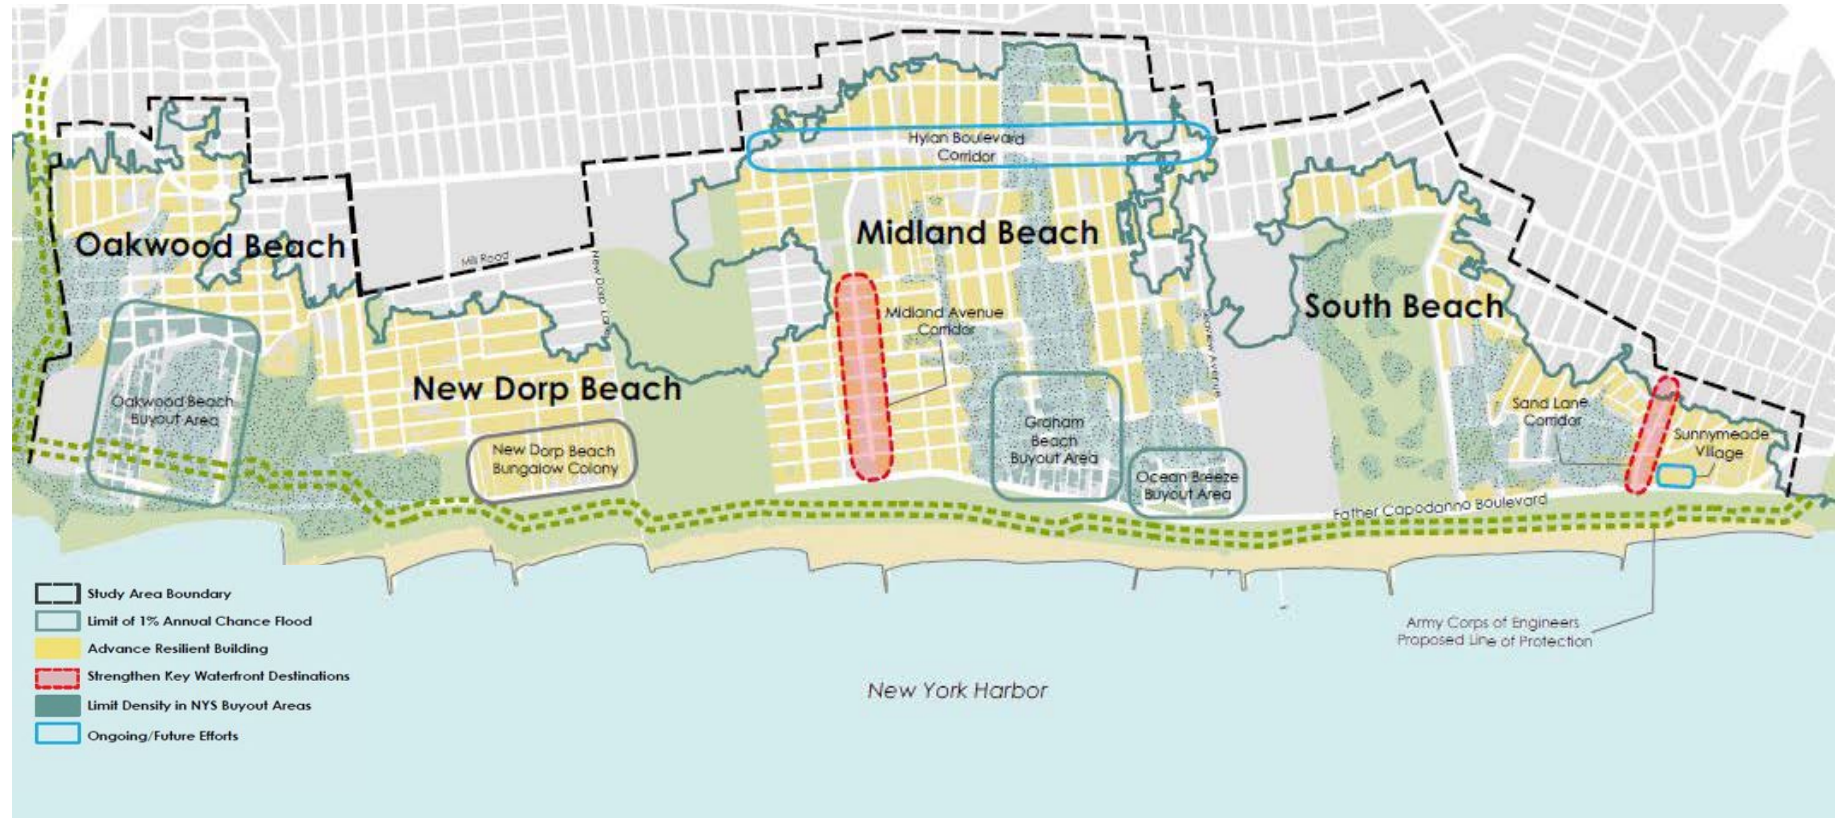 Hylan Boulevard
Corridor
Oakwood Beach
Midland Beach
Mill Road
New Dorp Lane
South Beach
Midland Avenue
Corridor
Seaview Avenue
New Dorp Beach
Oakwood Beach
Buyout Area
Graham
Beach
Buyout Area
Sand Lane
Corridor
Sunnymeade
Village
New Dorp Beach
Bungalow Colony
Ocean Breeze
Buyout Area
Father Capodanno Boulevard
Study Area Boundary
Limit of 1% Annual Chance Flood
Advance Resilient Building
Strengthen Key Waterfront Destinations
Limit Density in NYS Buyout Areas
Ongoing/Future Efforts
Army Corps of Engineers
Proposed Line of Protection
New York Harbor